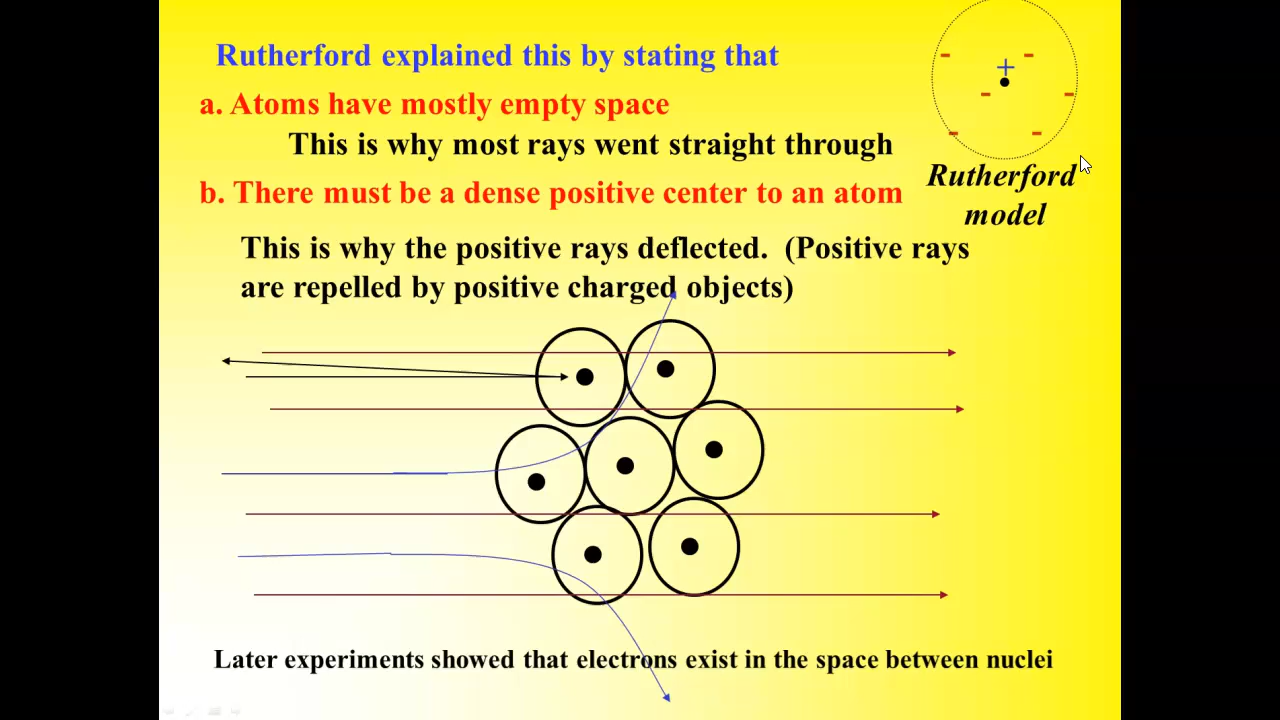 Rutherford explained this by stating that
a. Atoms have mostly empty space
This is why most rays went straight through
b. There must be a dense positive center to an atom
This is why the positive rays deflected. (Positive rays
are repelled by positive charged objects)
- -
+
- -
- -
Rutherford
model
Later experiments showed that electrons exist in the space between nuclei